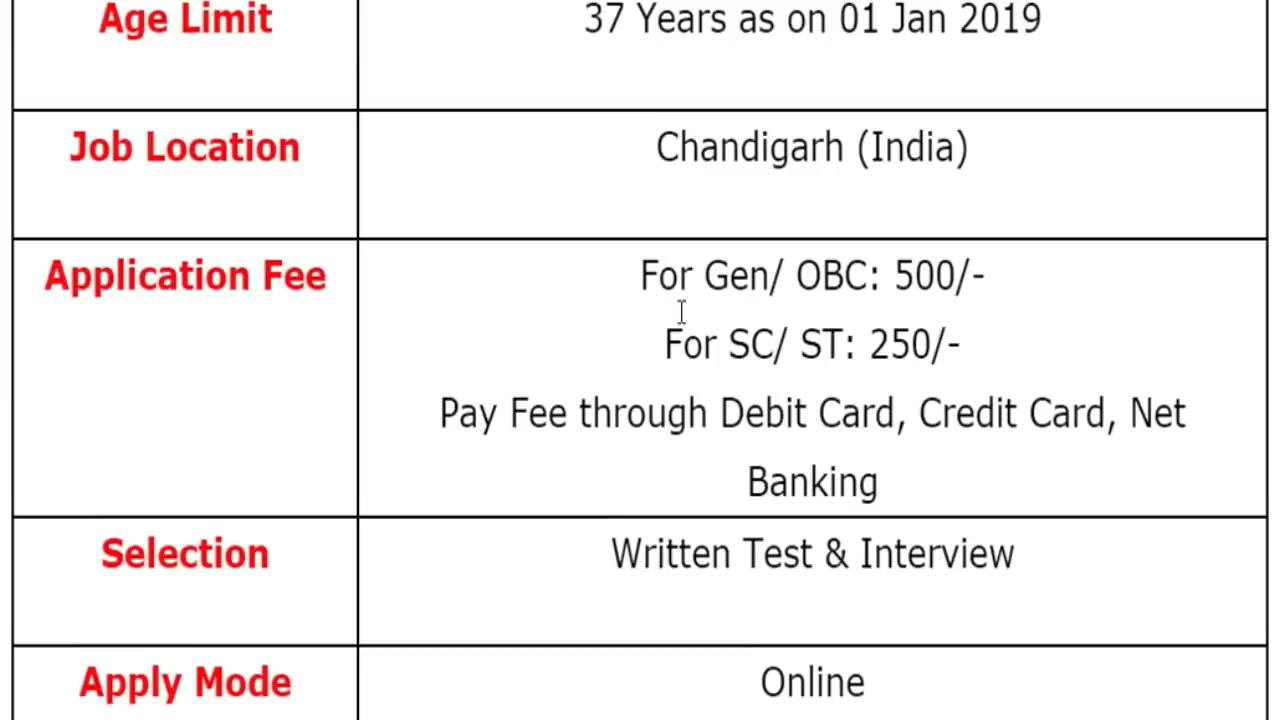 Age Limit
37 Years as on 01 Jan 2019
Job Location
Chandigarh (India)
Application Fee
For Gen/ OBC: 500/-
For SC/ ST: 250/-
Pay Fee through Debit Card, Credit Card, Net
Banking
Selection
Written Test & Interview
Apply Mode
Online